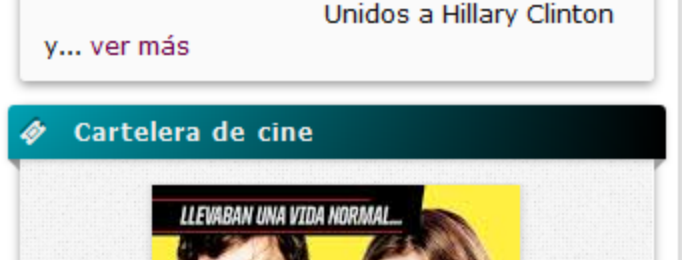 Unidos a Hillary Clinton
y... ver más
Cartelera de cine
LLEVABAN UNA VIDA NORMAL...